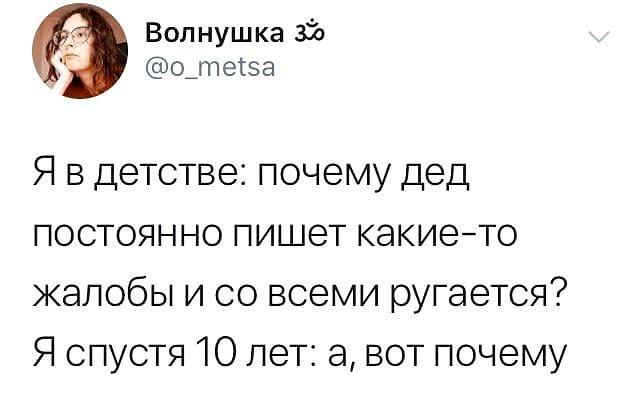 Волнушка ॐ
@o_metsa
Я в детстве: почему дед
постоянно пишет какие-то
жалобы и со всеми ругается?
Я спустя 10 лет: а, вот почему